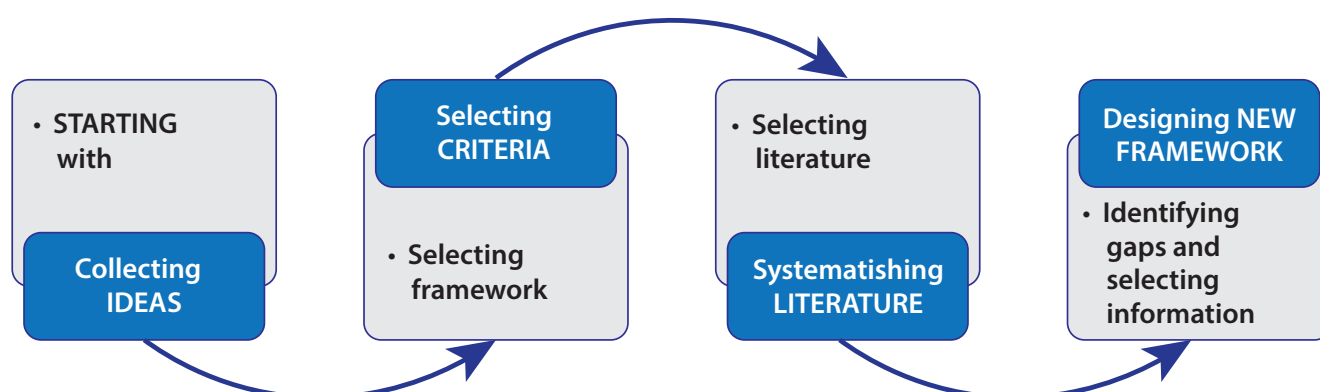 • STARTING
with
Collecting
IDEAS
Selecting
CRITERIA
• Selecting
framework
• Selecting
literature
Systematishing
LITERATURE
Designing NEW
FRAMEWORK
• Identifying
gaps and
selecting
information